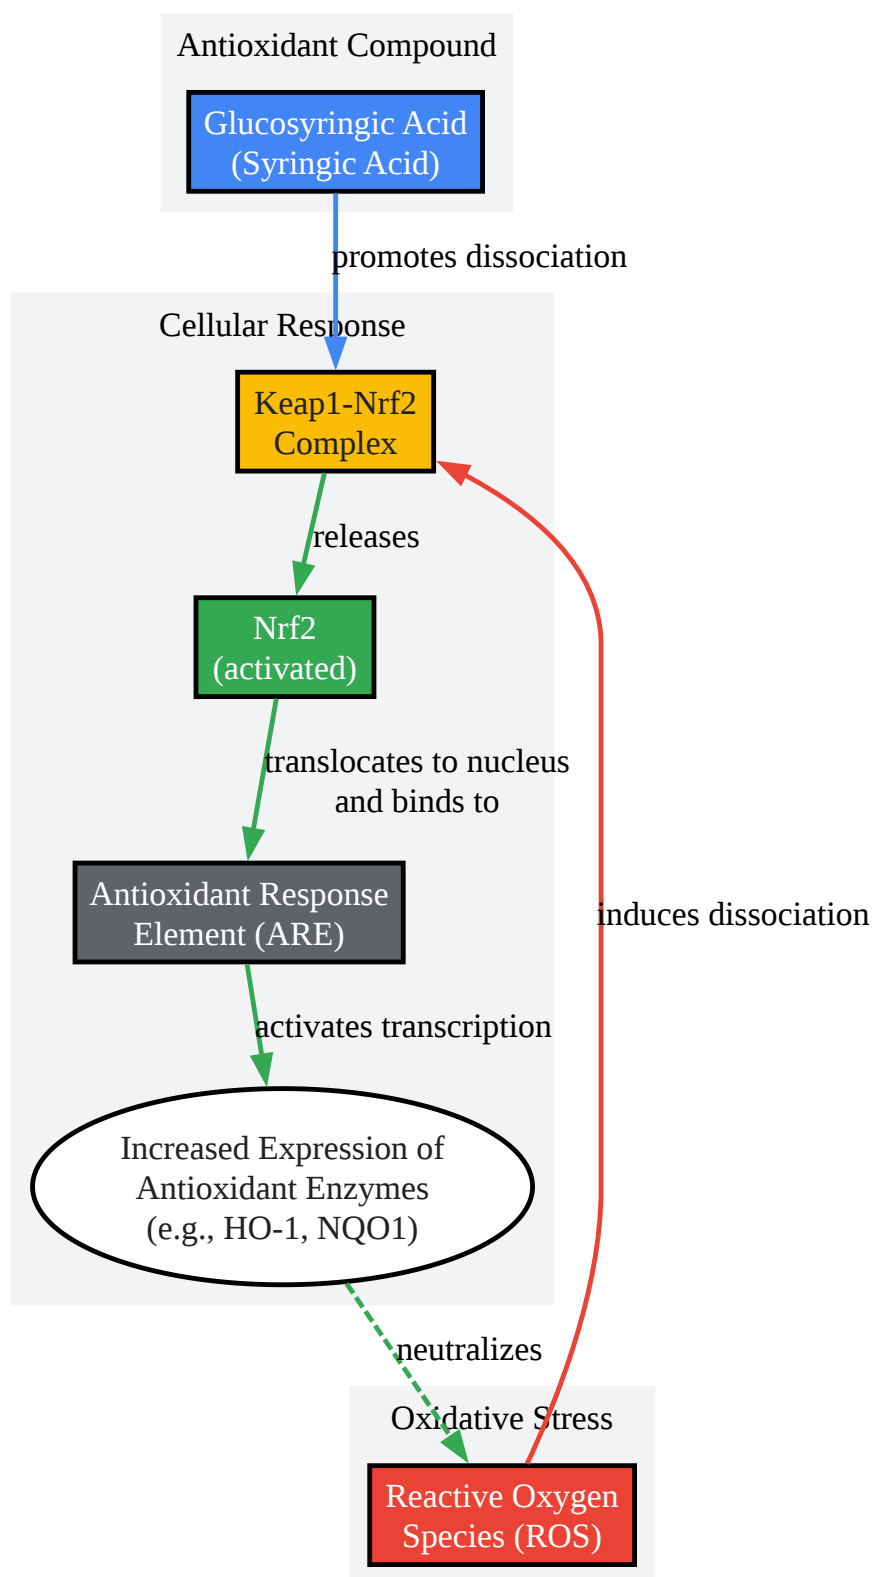 Antioxidant Compound
Glucosyringic Acid
(Syringic Acid)
promotes dissociation
Cellular Response
Keap1-Nrf2
Complex
releases
Nrf2
(activated)
translocates to nucleus
and binds to
Antioxidant Response
Element (ARE)
induces dissociation
activates transcription
Increased Expression of
Antioxidant Enzymes
(e.g., HO-1, NQO1)
neutralizes
Oxidative Stress
Reactive Oxygen
Species (ROS)